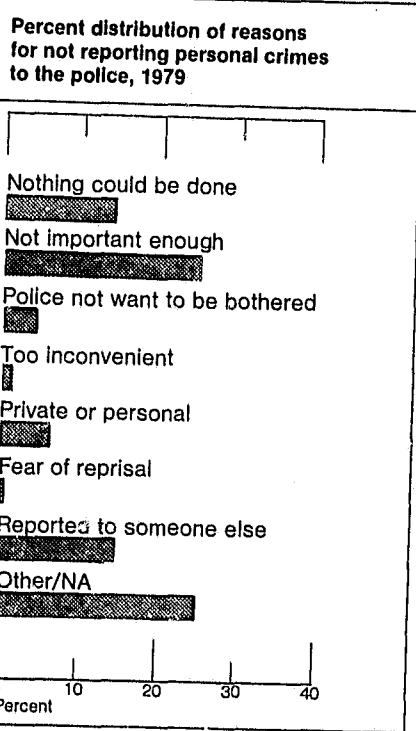 Percent distribution of reasons
for not reporting personal crimes
to the police, 1979
Nothing could be done
Not important enough
Police not want to be bothered
Too inconvenient
Private or personal
Fear of reprisal
Reported to someone else
Other/NA
10 20 30 40
Percent